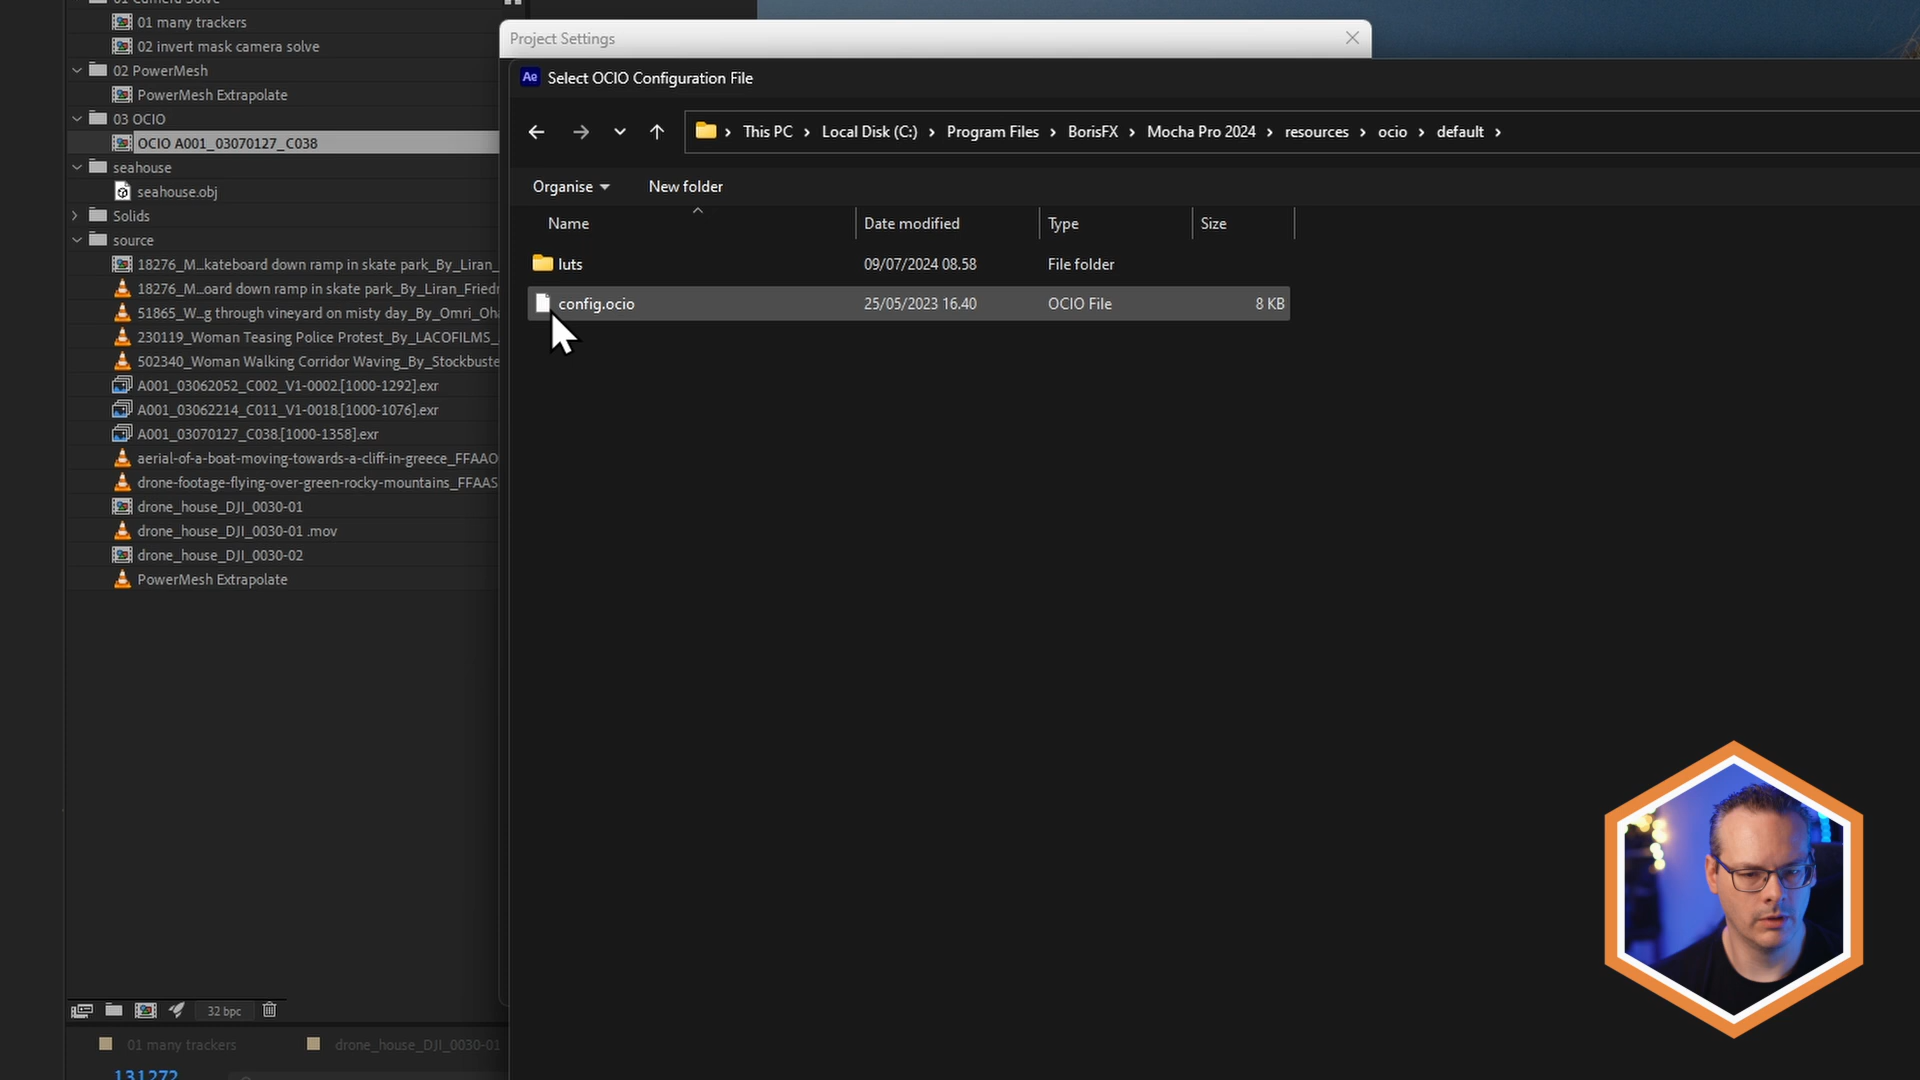 01 Camera Solve
01 many trackers
02 invert mask camera solve
02 PowerMesh
PowerMesh Extrapolate
03 OCIO
OCIO A001_03070127_C038
seahouse
seahouse.obj
Solids
source
18276_M...kateboard down ramp in skate park_By_Liran_
18276_M...oard down ramp in skate park_By_Liran_Friedr
51865_W...g through vineyard on misty day_By_Omri_Oh
230119_Woman Teasing Police Protest_By_LACOFILMS_
502340_Woman Walking Corridor Waving_By_Stockbuste
A001_03062052_C002_V1-0002.[1000-1292].exr
A001_03062214_C011_V1-0018.[1000-1076].exr
A001_03070127_C038.[1000-1358].exr
aerial-of-a-boat-moving-towards-a-cliff-in-greece_FFAAO
drone-footage-flying-over-green-rocky-mountains_FFAAS
drone_house_DJI_0030-01
drone_house_DJI_0030-01 .mov
drone_house_DJI_0030-02
PowerMesh Extrapolate
32 bpc
01 many trackers
drone_house_DJI_0030-01
131272
Project Settings
Ae Select OCIO Configuration File
This PC › Local Disk (C:) › Program Files › BorisFX › Mocha Pro 2024 › resources › ocio › default ›
Organise New folder
Name Date modified Type Size
luts 09/07/2024 08.58 File folder
config.ocio 25/05/2023 16.40 OCIO File 8 KB